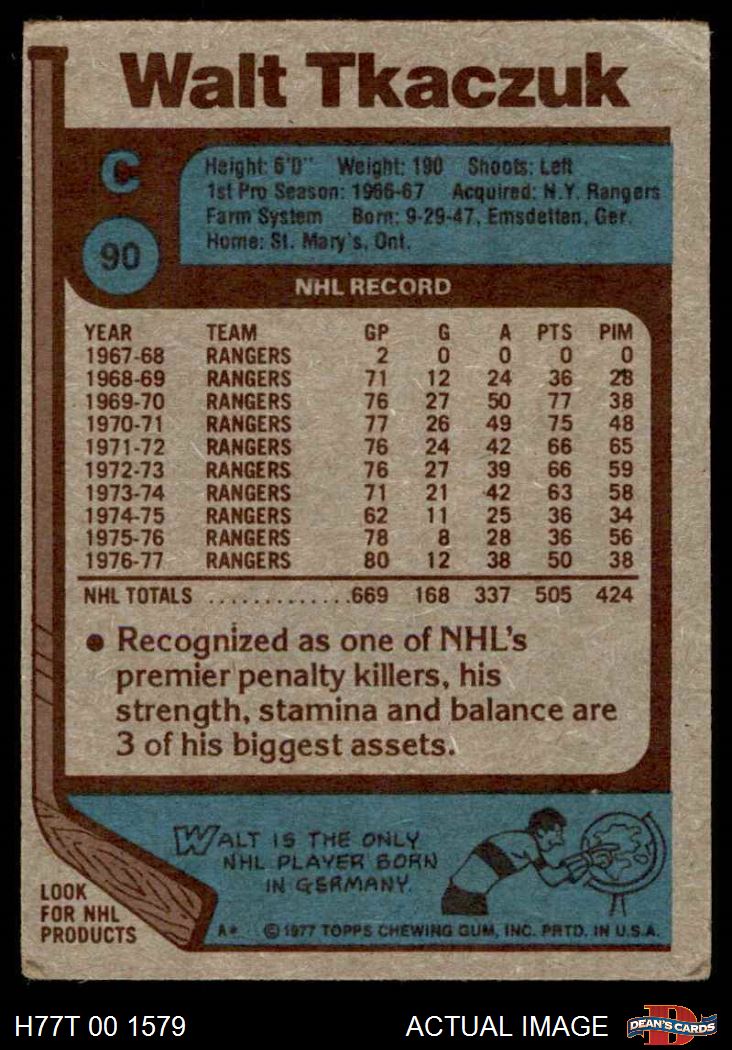 Walt Tkaczuk
C
Height: 6'0" Weight: 190 Shoots: Left
1st Pro Season: 1966-67 Acquired: N.Y. Rangers
Farm System Born: 9-29-47, Emsdetten, Ger.
Home: St. Mary's, Ont.
90
NHL RECORD
YEAR TEAM GP G A PTS PIM
1967-68 RANGERS 2 0 0 0 0
1968-69 RANGERS 71 12 24 36 28
1969-70 RANGERS 76 27 50 77 38
1970-71 RANGERS 77 26 49 75 48
1971-72 RANGERS 76 24 42 66 65
1972-73 RANGERS 76 27 39 66 59
1973-74 RANGERS 71 21 42 63 58
1974-75 RANGERS 62 11 25 36 34
1975-76 RANGERS 78 8 28 36 56
1976-77 RANGERS 80 12 38 50 38
NHL TOTALS .............669 168 337 505 424
● Recognized as one of NHL's
premier penalty killers, his
strength, stamina and balance are
3 of his biggest assets.
WALT IS THE ONLY
NHL PLAYER BORN
IN GERMANY.
LOOK
FOR NHL
PRODUCTS
A* © 1977 TOPPS CHEWING GUM, INC. PRTD. IN U.S.A.
H77T 00 1579 ACTUAL IMAGE
D
DEAN'S CARDS